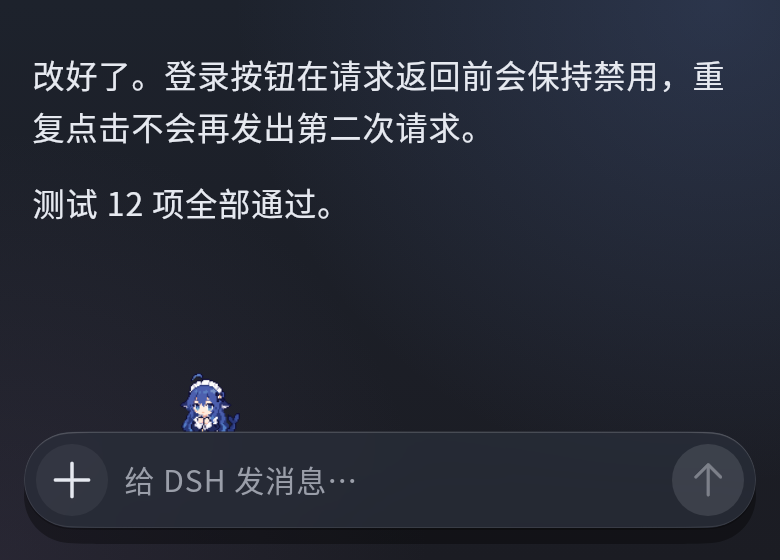 改好了。登录按钮在请求返回前会保持禁用，重
复点击不会再发出第二次请求。
测试 12 项全部通过。
给 DSH 发消息…